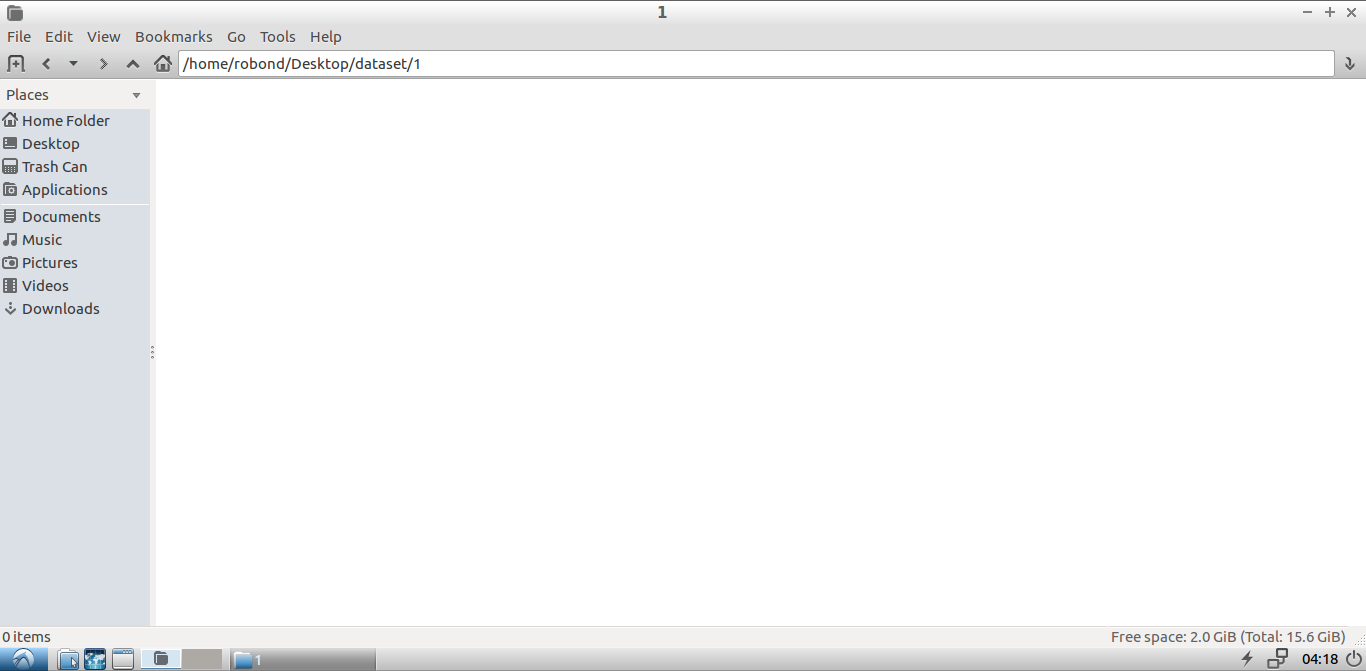 1
File Edit View Bookmarks Go Tools Help
/home/robond/Desktop/dataset/1
Places
Home Folder
Desktop
Trash Can
Applications
Documents
Music
Pictures
Videos
Downloads
0 items Free space: 2.0 GiB (Total: 15.6 GiB)
1 04:18